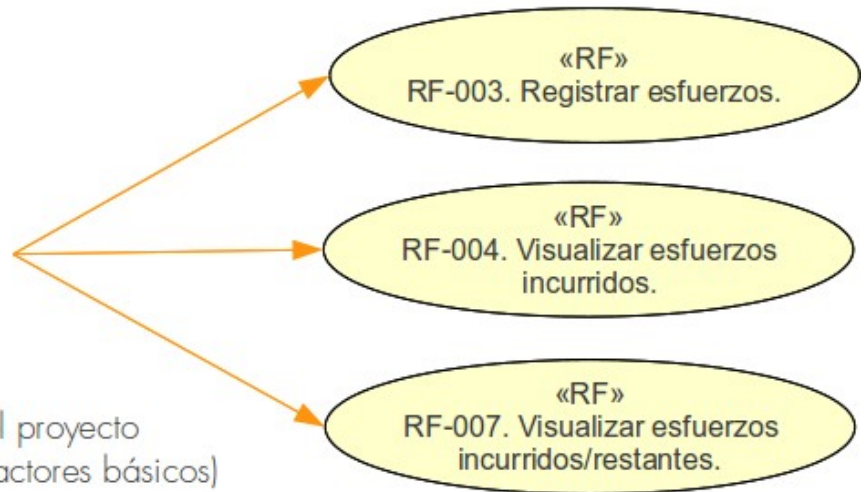 «RF»
RF-003. Registrar esfuerzos.
«RF»
RF-004. Visualizar esfuerzos
incurridos.
«RF»
RF-007. Visualizar esfuerzos
incurridos/restantes.
l proyecto
actores básicos)